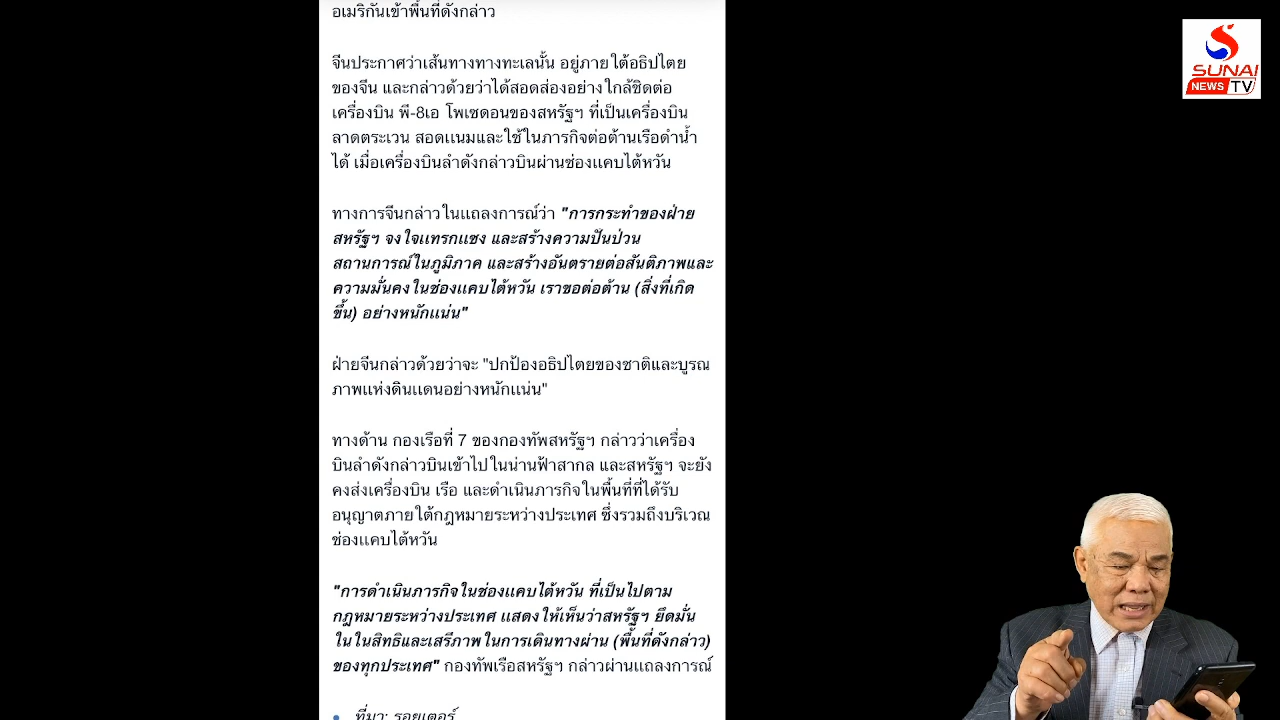 อเมริกันเข้าพื้นที่ดังกล่าว
จีนประกาศว่าเส้นทางทางทะเลนั้น อยู่ภายใต้อธิปไตย
ของจีน และกล่าวด้วยว่าได้สอดส่องอย่างใกล้ชิดต่อ
เครื่องบิน พี-8เอ โพเซดอนของสหรัฐฯ ที่เป็นเครื่องบิน
ลาดตระเวน สอดแนมและใช้ในภารกิจต่อต้านเรือดำน้ำ
ได้ เมื่อเครื่องบินลำดังกล่าวบินผ่านช่องแคบไต้หวัน
ทางการจีนกล่าวในแถลงการณ์ว่า "การกระทำของฝ่าย
สหรัฐฯ จงใจแทรกแซง และสร้างความปั่นป่วน
สถานการณ์ในภูมิภาค และสร้างอันตรายต่อสันติภาพและ
ความมั่นคงในช่องแคบไต้หวัน เราขอต่อต้าน (สิ่งที่เกิด
ขึ้น) อย่างหนักแน่น"
ฝ่ายจีนกล่าวด้วยว่าจะ "ปกป้องอธิปไตยของชาติและบูรณ
ภาพแห่งดินแดนอย่างหนักแน่น"
ทางด้าน กองเรือที่ 7 ของกองทัพสหรัฐฯ กล่าวว่าเครื่อง
บินลำดังกล่าวบินเข้าไปในน่านฟ้าสากล และสหรัฐฯ จะยัง
คงส่งเครื่องบิน เรือ และดำเนินภารกิจในพื้นที่ที่ได้รับ
อนุญาตภายใต้กฎหมายระหว่างประเทศ ซึ่งรวมถึงบริเวณ
ช่องแคบไต้หวัน
"การดำเนินภารกิจในช่องแคบไต้หวัน ที่เป็นไปตาม
กฎหมายระหว่างประเทศ แสดงให้เห็นว่าสหรัฐฯ ยึดมั่น
ในในสิทธิและเสรีภาพในการเดินทางผ่าน (พื้นที่ดังกล่าว)
ของทุกประเทศ" กองทัพเรือสหรัฐฯ กล่าวผ่านแถลงการณ์
• ที่มา: รอยเตอร์
SUNAI
NEWS TV